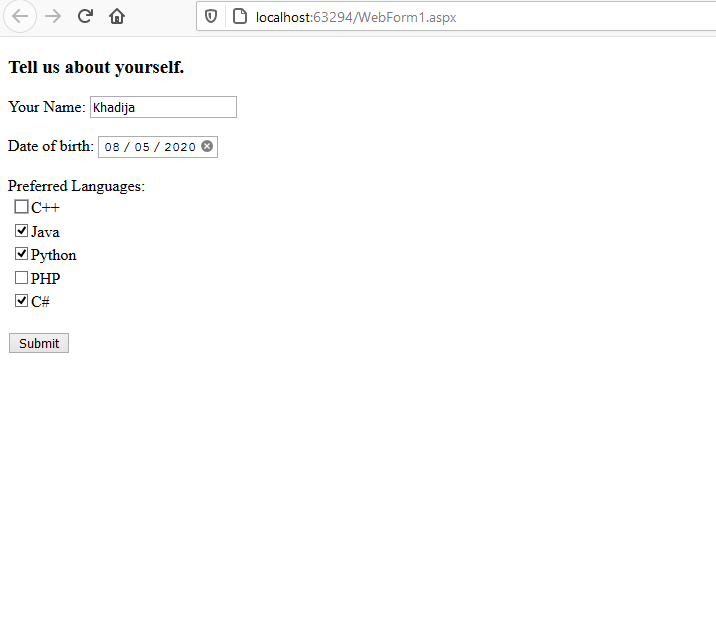 localhost:63294/WebForm1.aspx
Tell us about yourself.
Your Name: Khadija
Date of birth: 08 / 05 / 2020
Preferred Languages:
C++
Java
Python
PHP
C#
Submit